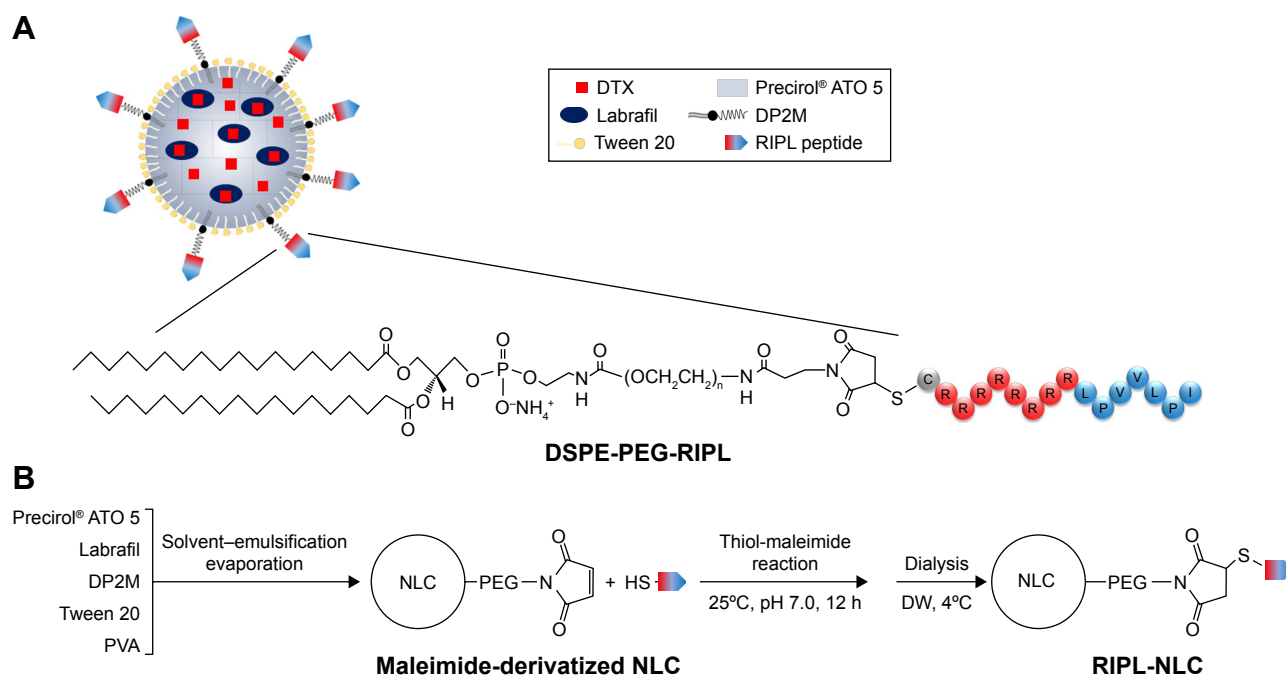 A
DTX
Precirol® ATO 5
Labrafil
DP2M
Tween 20
RIPL peptide
O
O
O
O
O
P
O
O⁻NH₄⁺
H
O
N
H
O
(OCH₂CH₂)ₙ
N
H
O
N
O
O
S
C R R R R R R R R L P V V L P I
DSPE-PEG-RIPL
B
Precirol® ATO 5
Labrafil
DP2M
Tween 20
PVA
Solvent–emulsification
evaporation
NLC
PEG
N
O
O
+ HS
Maleimide-derivatized NLC
Thiol-maleimide
reaction
25ºC, pH 7.0, 12 h
Dialysis
DW, 4ºC
NLC
PEG
N
O
O
S
RIPL-NLC